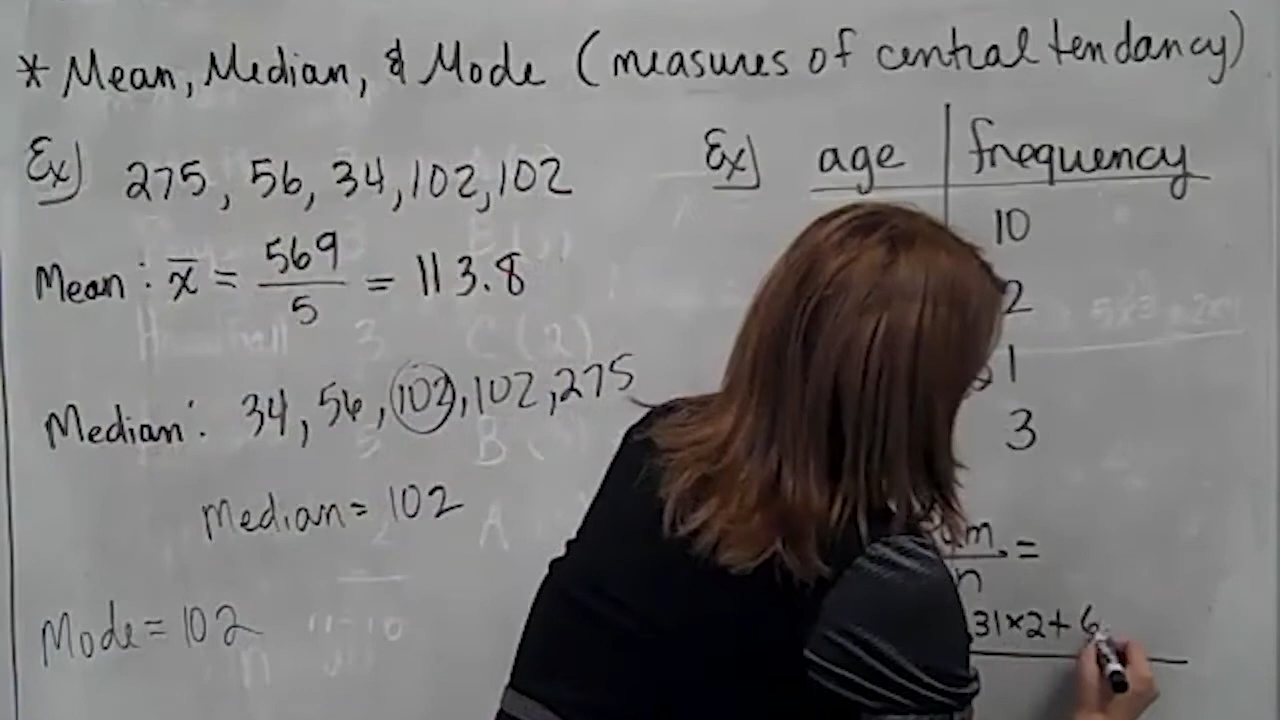 * Mean, Median, & Mode (measures of central tendancy)
Ex) 275, 56, 34, 102, 102
Mean: x̄ = 569/5 = 113.8
Median: 34, 56, 102, 102, 275
Median = 102
Mode = 102
Ex) age | frequency
10
2
1
3
n
=
31×2+6